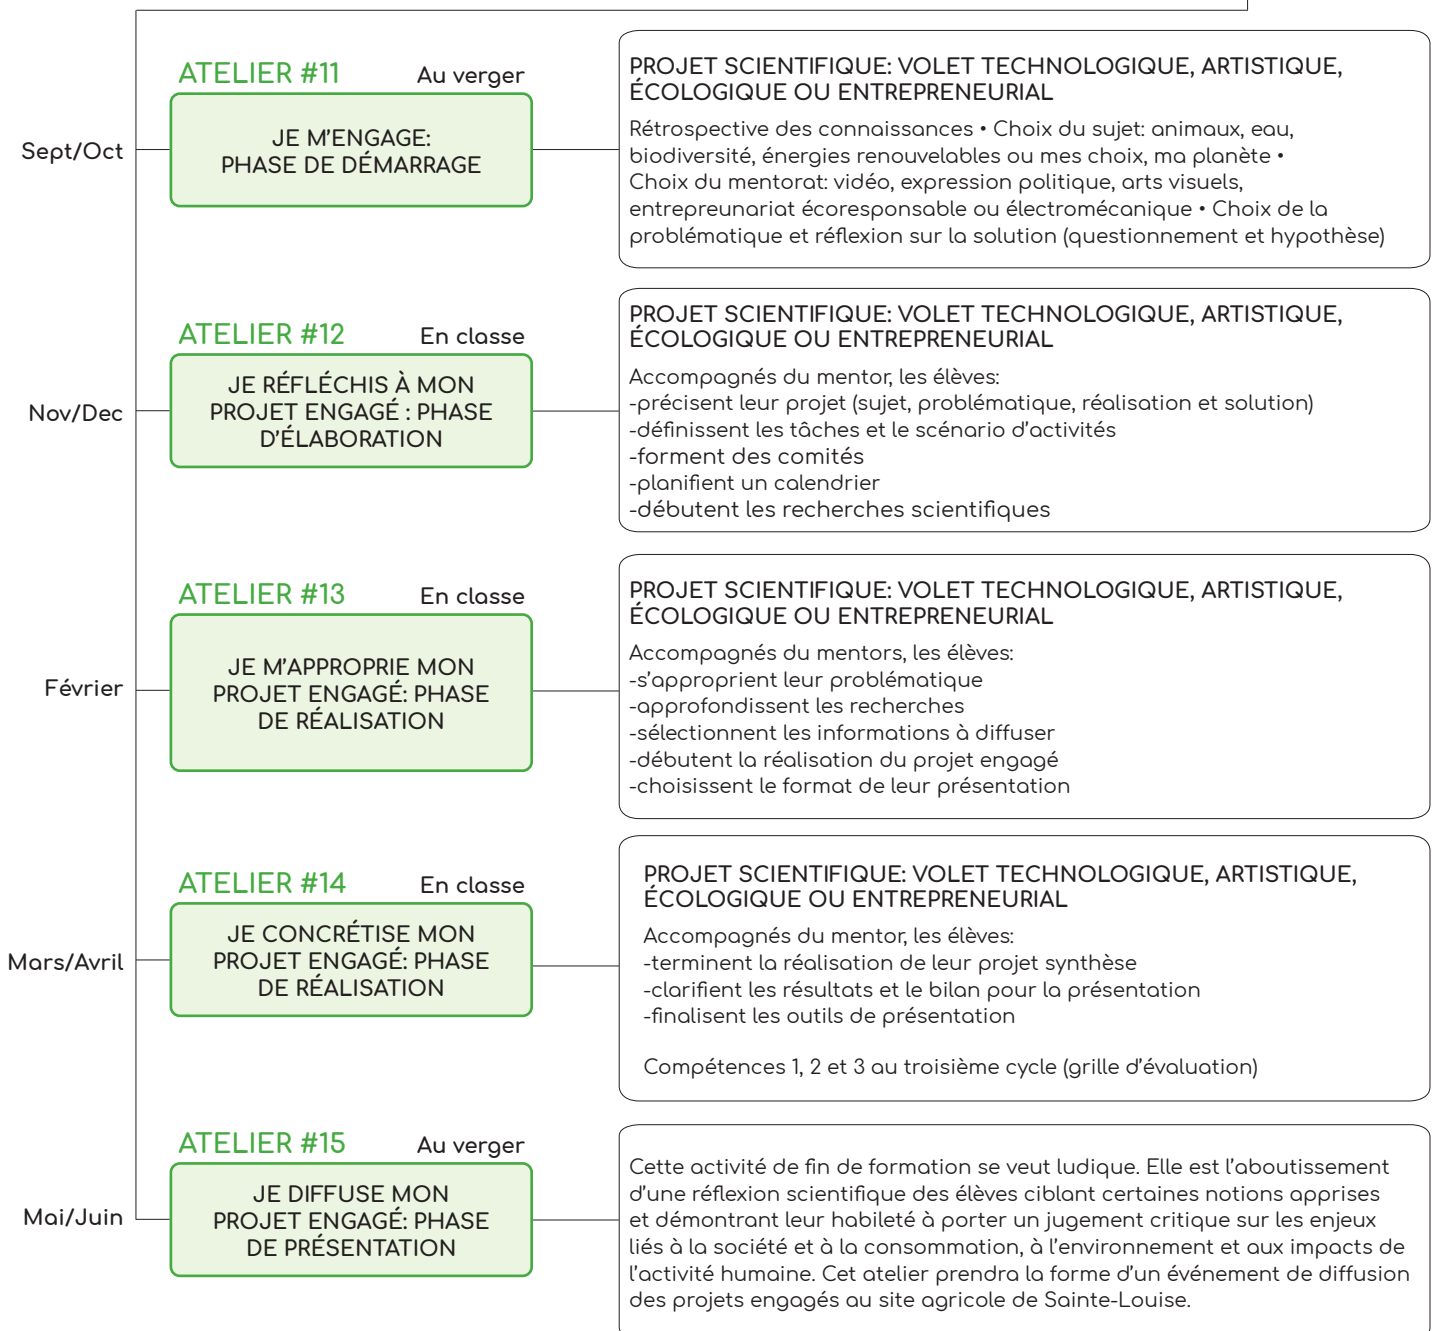 ATELIER #11 Au verger
Sept/Oct
JE M'ENGAGE:
PHASE DE DÉMARRAGE
PROJET SCIENTIFIQUE: VOLET TECHNOLOGIQUE, ARTISTIQUE,
ÉCOLOGIQUE OU ENTREPRENEURIAL
Rétrospective des connaissances • Choix du sujet: animaux, eau,
biodiversité, énergies renouvelables ou mes choix, ma planète •
Choix du mentorat: vidéo, expression politique, arts visuels,
entrepreunariat écoresponsable ou électromécanique • Choix de la
problématique et réflexion sur la solution (questionnement et hypothèse)
ATELIER #12 En classe
Nov/Dec
JE RÉFLÉCHIS À MON
PROJET ENGAGÉ : PHASE
D'ÉLABORATION
PROJET SCIENTIFIQUE: VOLET TECHNOLOGIQUE, ARTISTIQUE,
ÉCOLOGIQUE OU ENTREPRENEURIAL
Accompagnés du mentor, les élèves:
-précisent leur projet (sujet, problématique, réalisation et solution)
-définissent les tâches et le scénario d'activités
-forment des comités
-planifient un calendrier
-débutent les recherches scientifiques
ATELIER #13 En classe
Février
JE M'APPROPRIE MON
PROJET ENGAGÉ: PHASE
DE RÉALISATION
PROJET SCIENTIFIQUE: VOLET TECHNOLOGIQUE, ARTISTIQUE,
ÉCOLOGIQUE OU ENTREPRENEURIAL
Accompagnés du mentors, les élèves:
-s'approprient leur problématique
-approfondissent les recherches
-sélectionnent les informations à diffuser
-débutent la réalisation du projet engagé
-choisissent le format de leur présentation
ATELIER #14 En classe
Mars/Avril
JE CONCRÉTISE MON
PROJET ENGAGÉ: PHASE
DE RÉALISATION
PROJET SCIENTIFIQUE: VOLET TECHNOLOGIQUE, ARTISTIQUE,
ÉCOLOGIQUE OU ENTREPRENEURIAL
Accompagnés du mentor, les élèves:
-terminent la réalisation de leur projet synthèse
-clarifient les résultats et le bilan pour la présentation
-finalisent les outils de présentation
Compétences 1, 2 et 3 au troisième cycle (grille d'évaluation)
ATELIER #15 Au verger
Mai/Juin
JE DIFFUSE MON
PROJET ENGAGÉ: PHASE
DE PRÉSENTATION
Cette activité de fin de formation se veut ludique. Elle est l'aboutissement
d'une réflexion scientifique des élèves ciblant certaines notions apprises
et démontrant leur habileté à porter un jugement critique sur les enjeux
liés à la société et à la consommation, à l'environnement et aux impacts de
l'activité humaine. Cet atelier prendra la forme d'un événement de diffusion
des projets engagés au site agricole de Sainte-Louise.